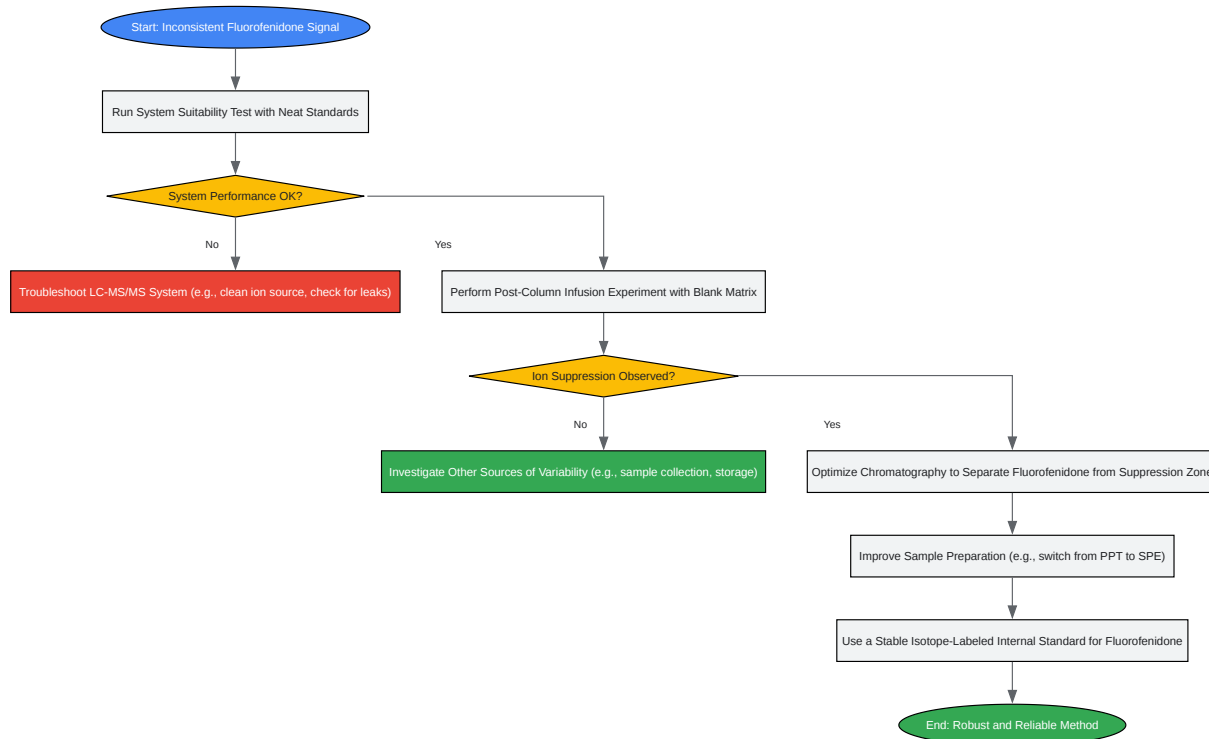 Start: Inconsistent Fluorofenidone Signal
Run System Suitability Test with Neat Standards
System Performance OK?
No
Yes
Troubleshoot LC-MS/MS System (e.g., clean ion source, check for leaks)
Perform Post-Column Infusion Experiment with Blank Matrix
Ion Suppression Observed?
No
Yes
Investigate Other Sources of Variability (e.g., sample collection, storage)
Optimize Chromatography to Separate Fluorofenidone from Suppression Zone
Improve Sample Preparation (e.g., switch from PPT to SPE)
Use a Stable Isotope-Labeled Internal Standard for Fluorofenidone
End: Robust and Reliable Method